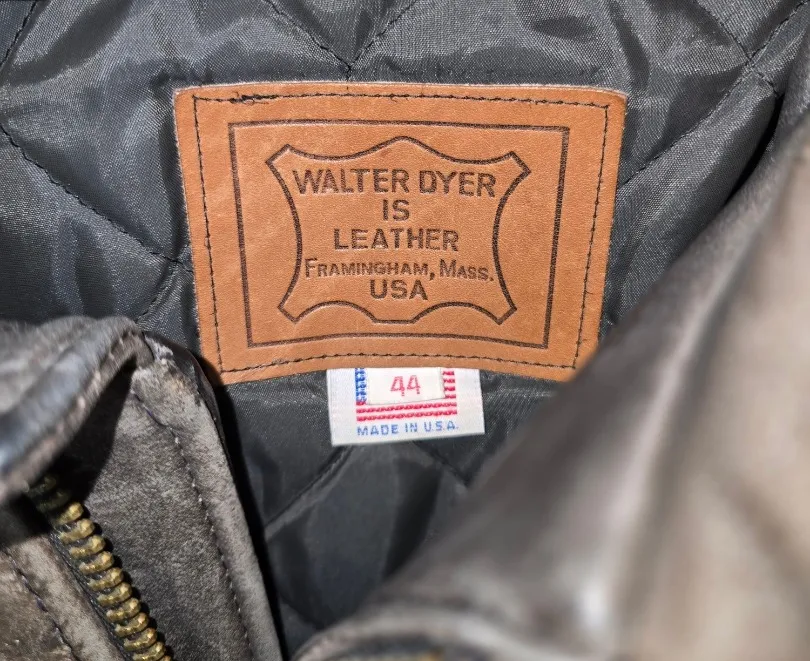 WALTER DYER
IS
LEATHER
FRAMINGHAM, MASS.
USA
44
MADE IN U.S.A.